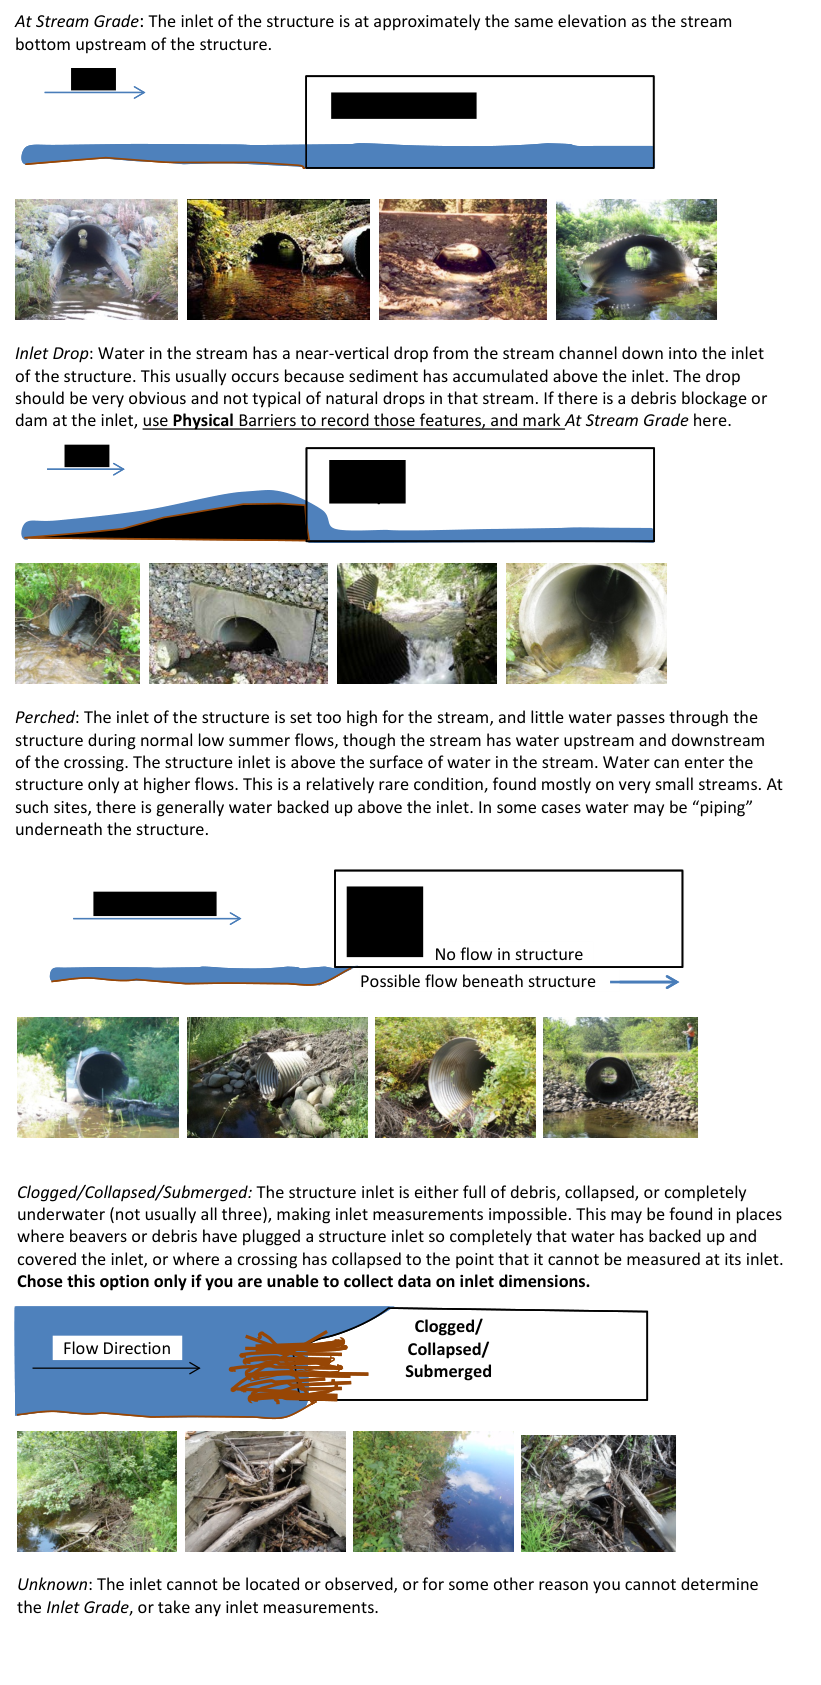 At Stream Grade: The inlet of the structure is at approximately the same elevation as the stream
bottom upstream of the structure.
Inlet Drop: Water in the stream has a near-vertical drop from the stream channel down into the inlet
of the structure. This usually occurs because sediment has accumulated above the inlet. The drop
should be very obvious and not typical of natural drops in that stream. If there is a debris blockage or
dam at the inlet, use Physical Barriers to record those features, and mark At Stream Grade here.
Perched: The inlet of the structure is set too high for the stream, and little water passes through the
structure during normal low summer flows, though the stream has water upstream and downstream
of the crossing. The structure inlet is above the surface of water in the stream. Water can enter the
structure only at higher flows. This is a relatively rare condition, found mostly on very small streams. At
such sites, there is generally water backed up above the inlet. In some cases water may be “piping”
underneath the structure.
No flow in structure
Possible flow beneath structure
Clogged/Collapsed/Submerged: The structure inlet is either full of debris, collapsed, or completely
underwater (not usually all three), making inlet measurements impossible. This may be found in places
where beavers or debris have plugged a structure inlet so completely that water has backed up and
covered the inlet, or where a crossing has collapsed to the point that it cannot be measured at its inlet.
Chose this option only if you are unable to collect data on inlet dimensions.
Flow Direction
Clogged/
Collapsed/
Submerged
Unknown: The inlet cannot be located or observed, or for some other reason you cannot determine
the Inlet Grade, or take any inlet measurements.